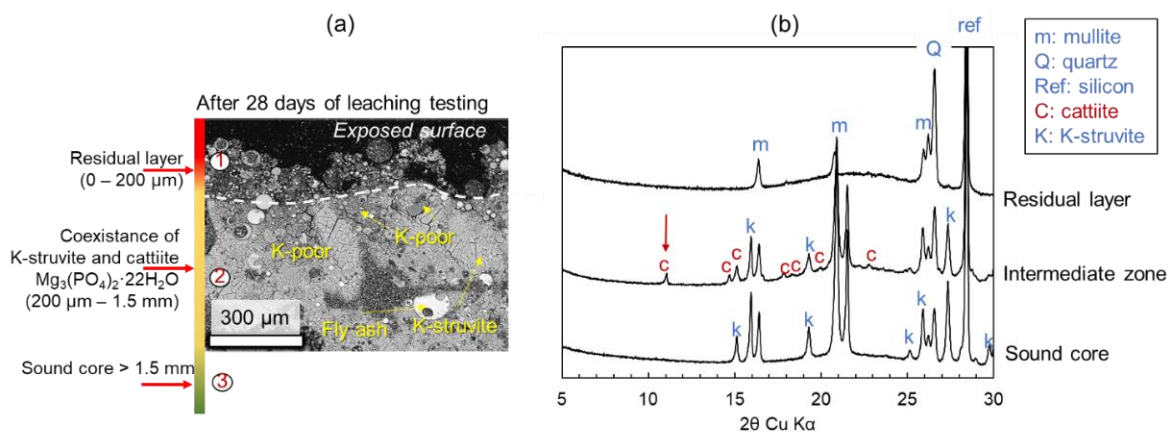 (a)
After 28 days of leaching testing
Exposed surface
1
Residual layer
(0 – 200 µm)
Coexistance of
K-struvite and cattiite
Mg₃(PO₄)₂·22H₂O
(200 µm – 1.5 mm)
2
Sound core > 1.5 mm
3
K-poor
K-poor
300 µm
Fly ash
K-struvite
(b)
ref
Q
m
m
m
Residual layer
C
C
C
k
k
C
C
C
C
k
Intermediate zone
k
k
k
k
k
k
Sound core
5
10
15
20
25
30
2θ Cu Kα
m: mullite
Q: quartz
Ref: silicon
C: cattiite
K: K-struvite